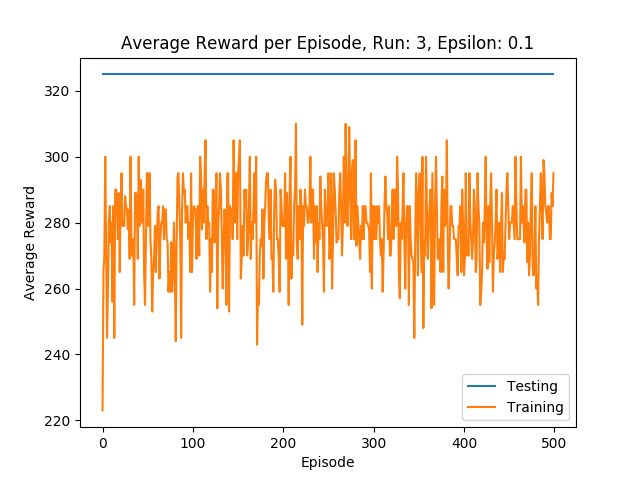 Average Reward per Episode, Run: 3, Epsilon: 0.1
320
300
280
260
240
220
Average Reward
0 100 200 300 400 500
Episode
Testing
Training